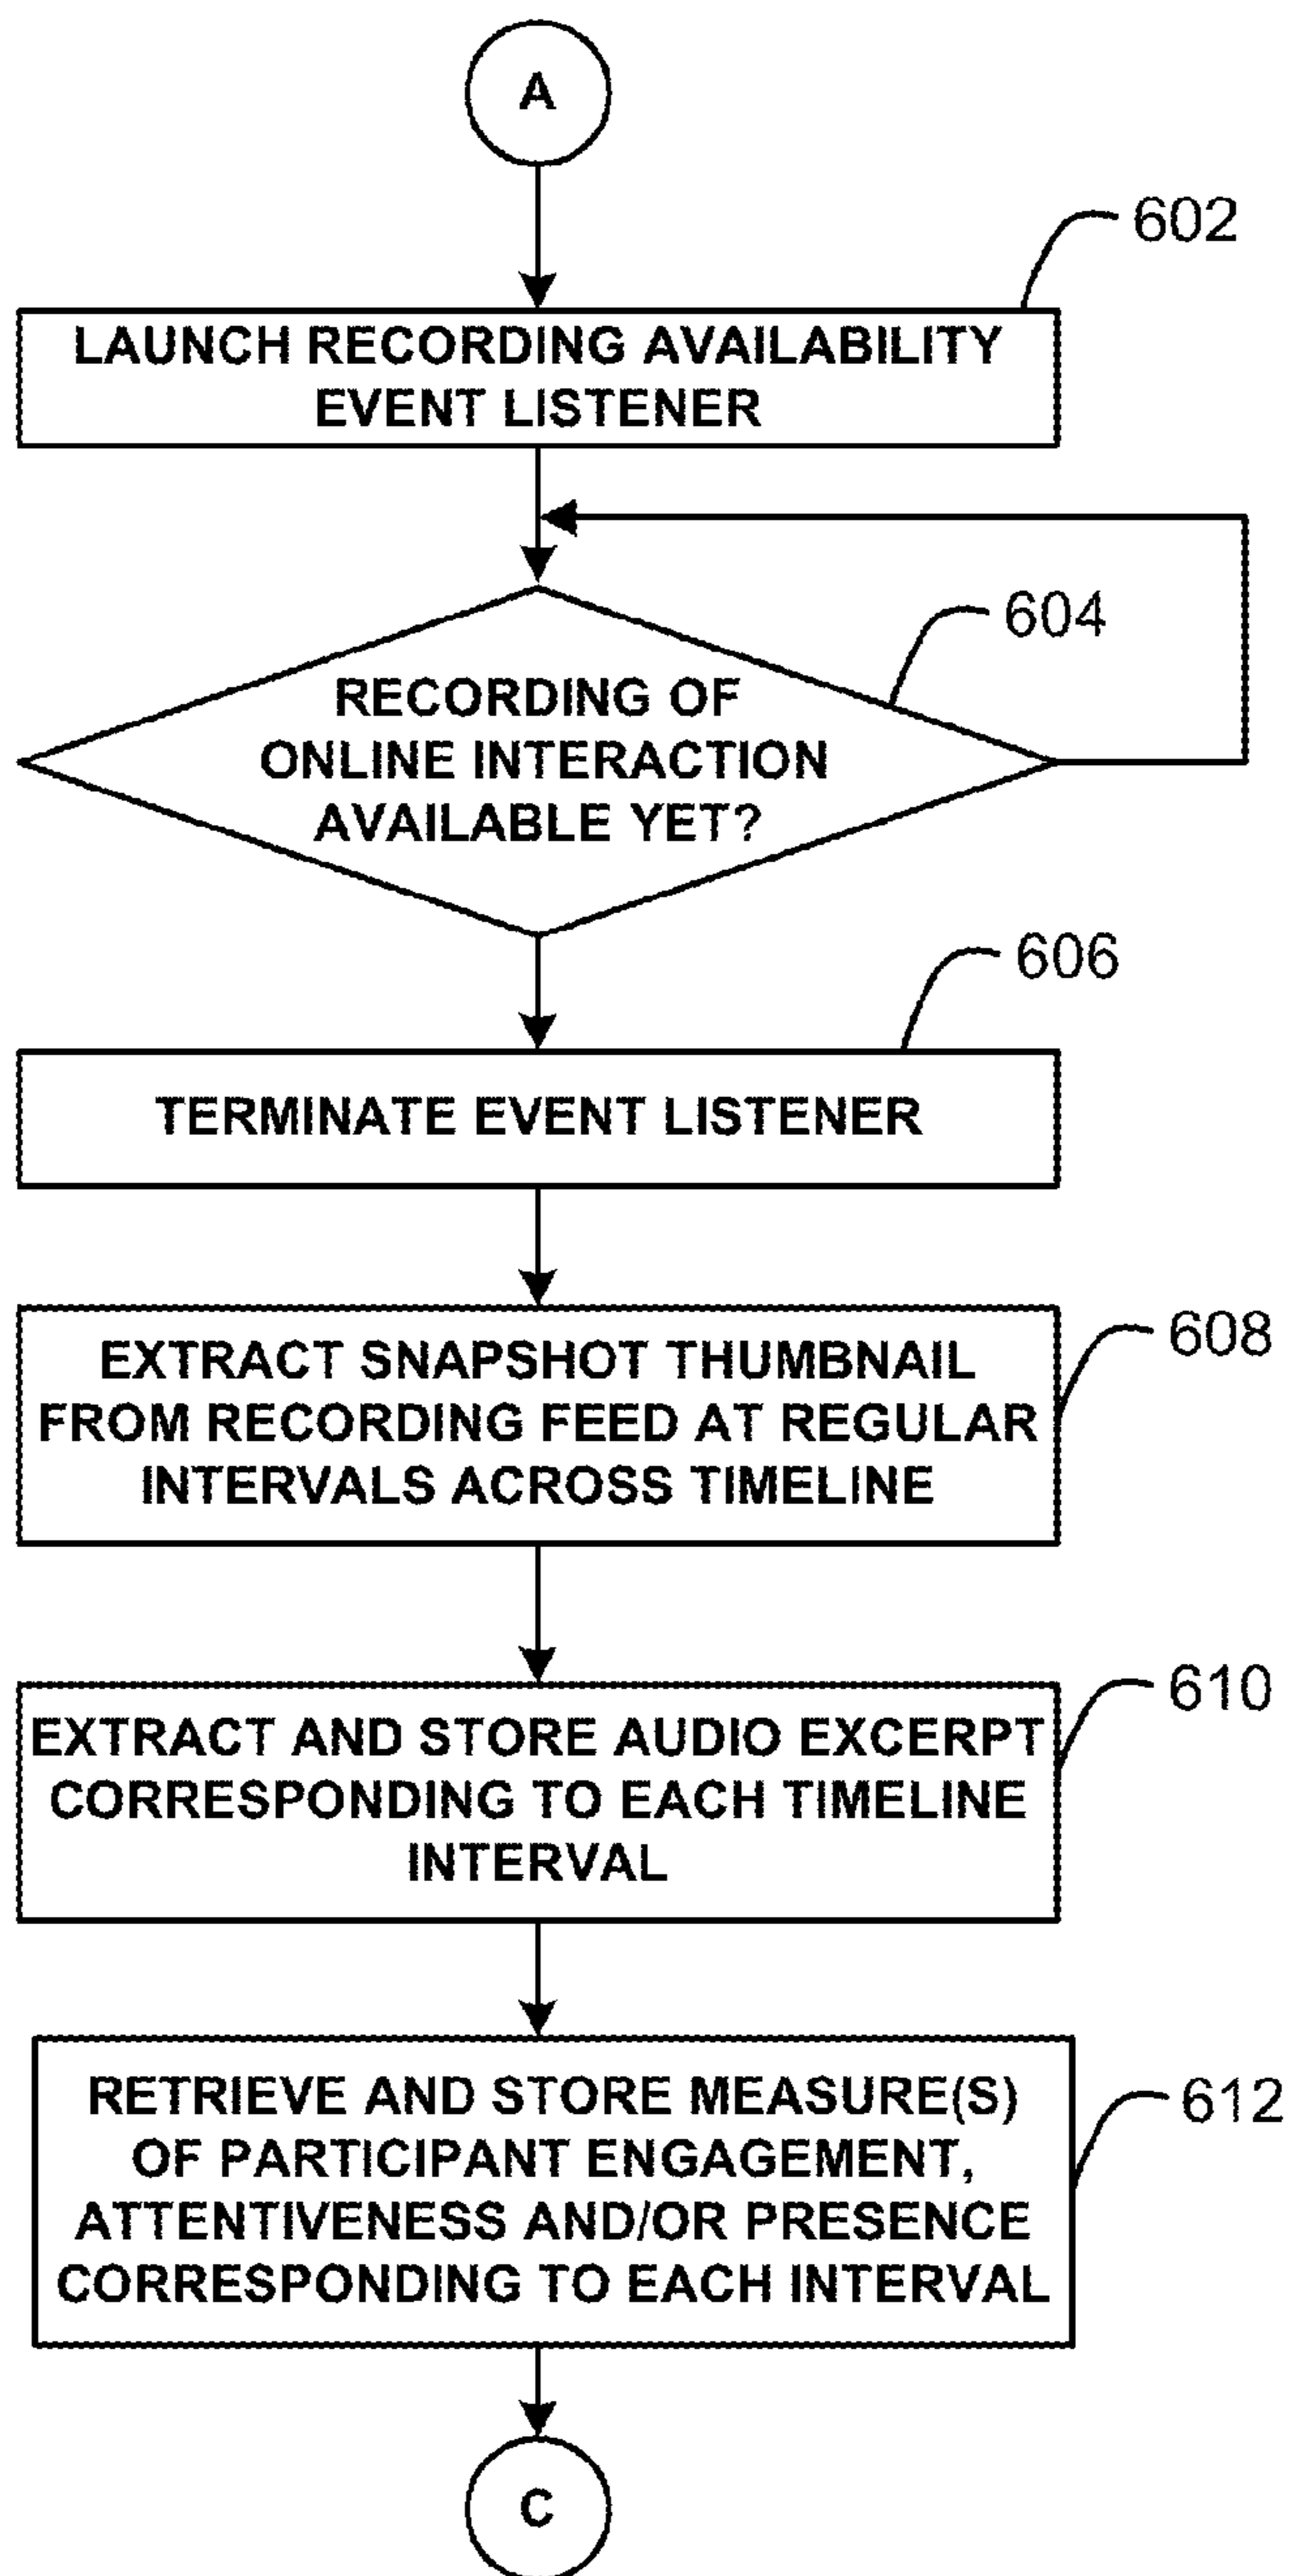 A
602
LAUNCH RECORDING AVAILABILITY
EVENT LISTENER
604
RECORDING OF
ONLINE INTERACTION
AVAILABLE YET?
606
TERMINATE EVENT LISTENER
608
EXTRACT SNAPSHOT THUMBNAIL
FROM RECORDING FEED AT REGULAR
INTERVALS ACROSS TIMELINE
610
EXTRACT AND STORE AUDIO EXCERPT
CORRESPONDING TO EACH TIMELINE
INTERVAL
612
RETRIEVE AND STORE MEASURE(S)
OF PARTICIPANT ENGAGEMENT,
ATTENTIVENESS AND/OR PRESENCE
CORRESPONDING TO EACH INTERVAL
C